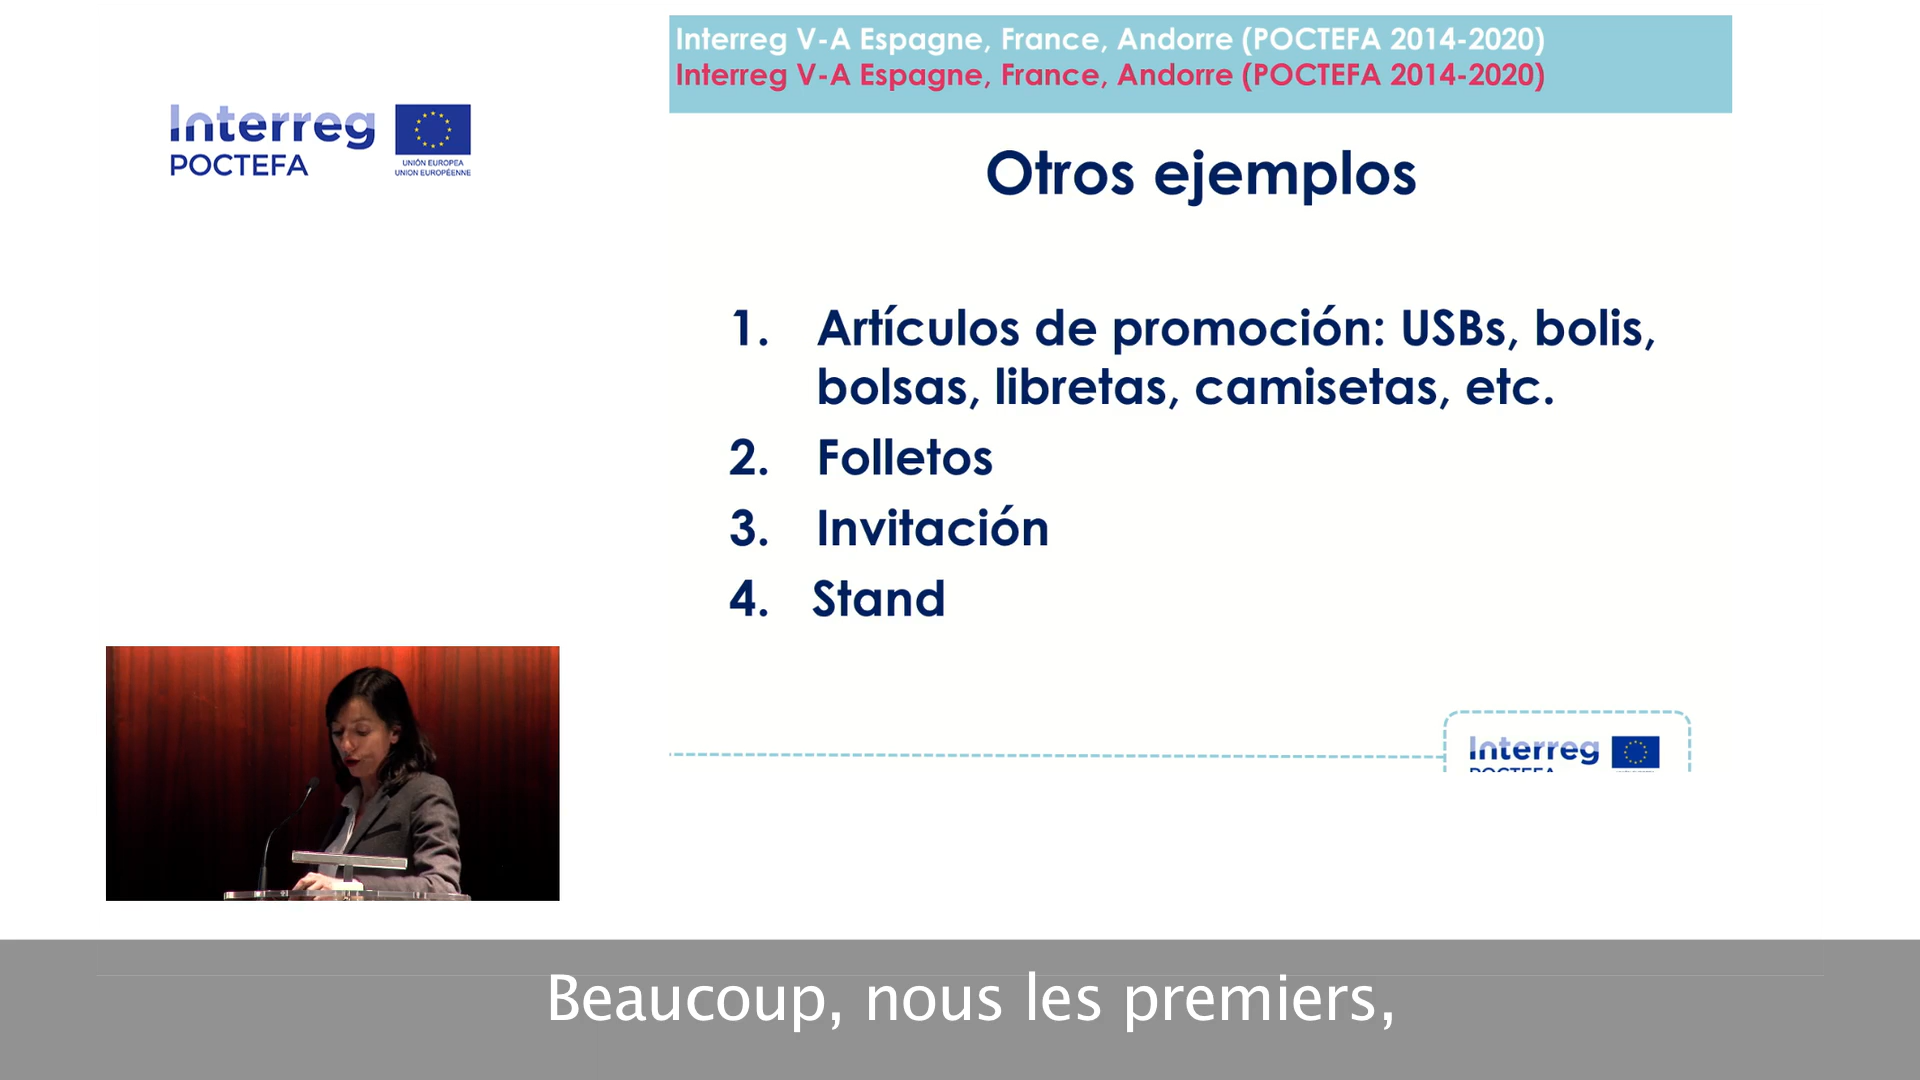 Interreg V-A Espagne, France, Andorre (POCTEFA 2014-2020)
Interreg V-A Espagne, France, Andorre (POCTEFA 2014-2020)
Interreg
POCTEFA
UNIÓN EUROPEA
UNION EUROPÉENNE
Otros ejemplos
1. Artículos de promoción: USBs, bolis,
bolsas, libretas, camisetas, etc.
2. Folletos
3. Invitación
4. Stand
Interreg
POCTEFA
Beaucoup, nous les premiers,